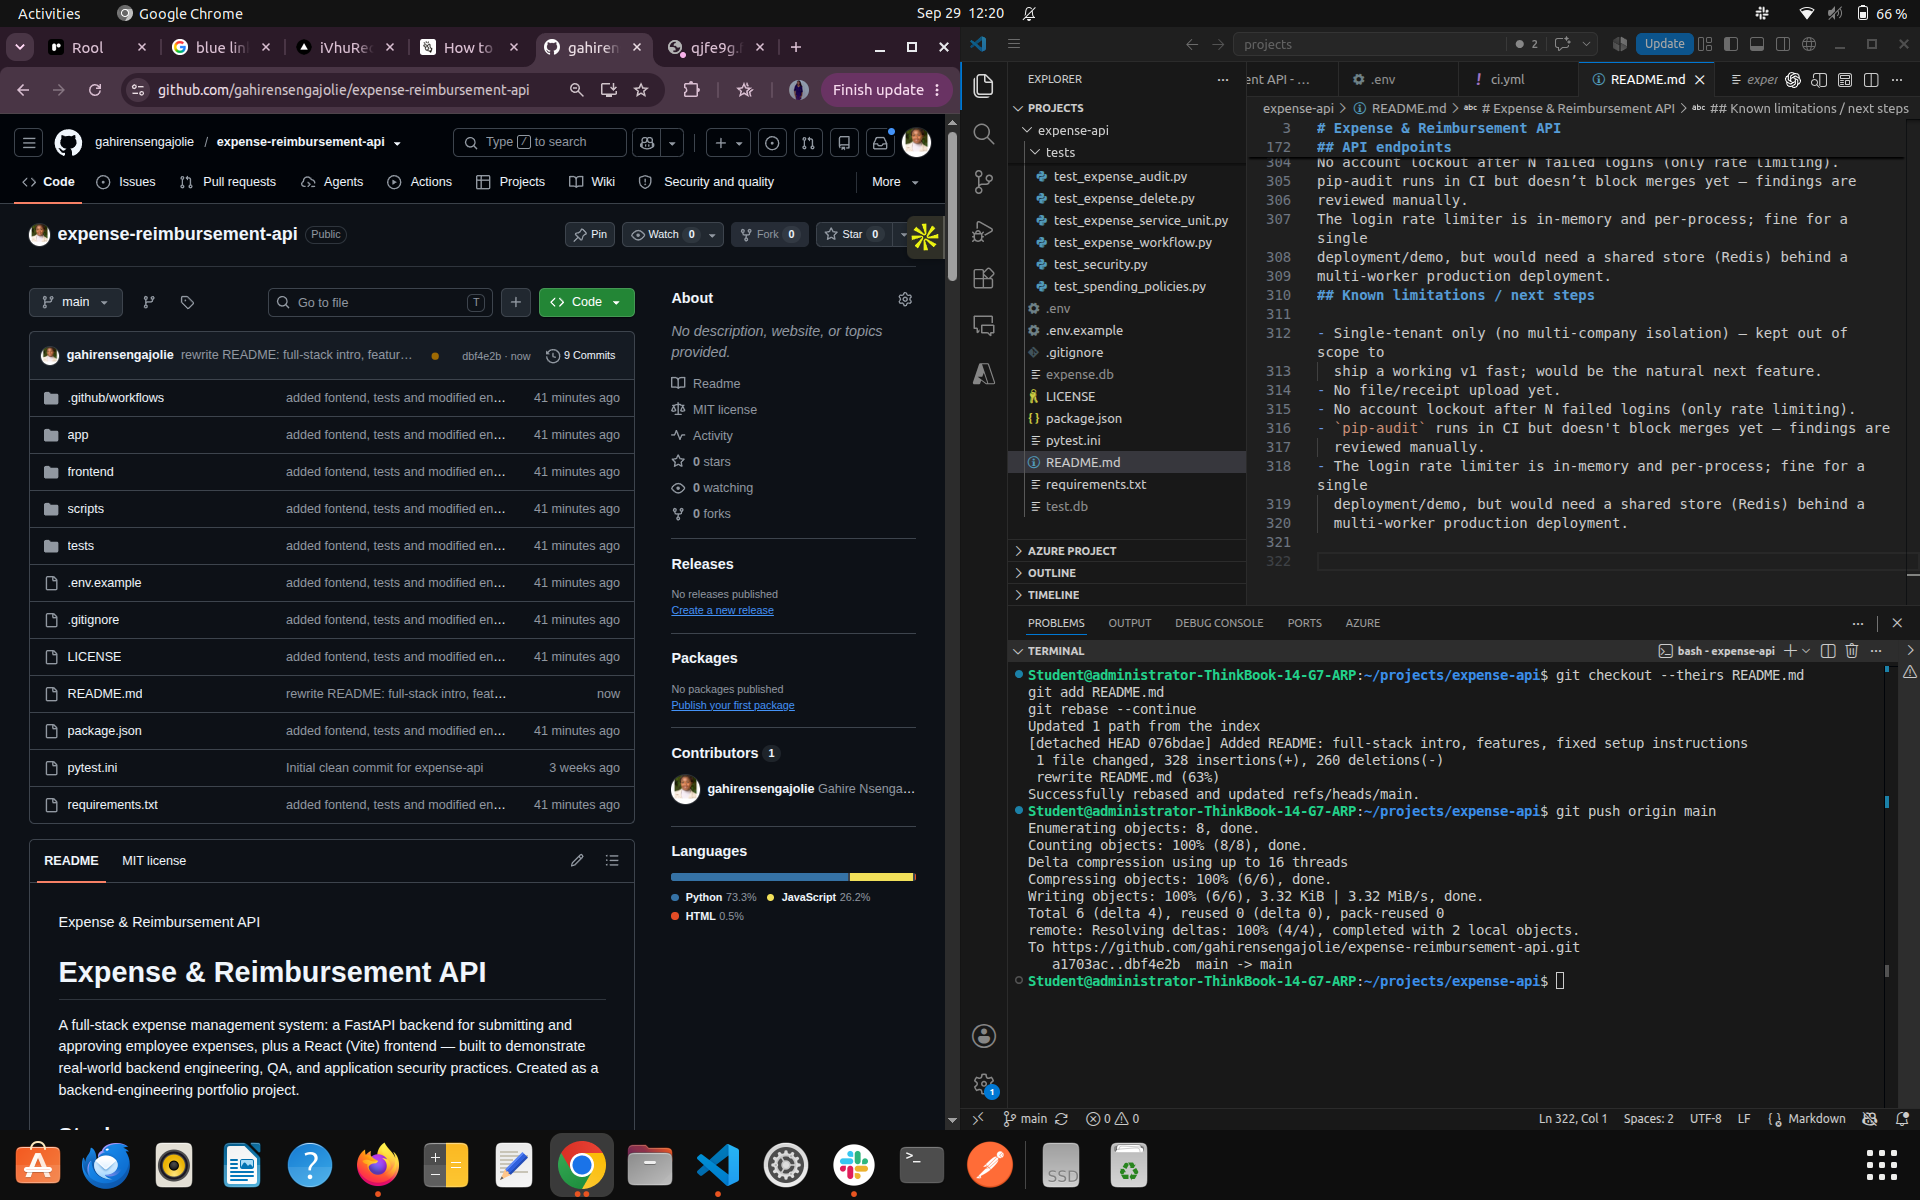 Activities
Google Chrome
Sep 29 12:20
66 %
Rool
blue lin
iVhuRe
How to
gahiren
qjfe9g.
github.com/gahirensengajolie/expense-reimbursement-api
Finish update
gahirensengajolie / expense-reimbursement-api
Type / to search
Code
Issues
Pull requests
Agents
Actions
Projects
Wiki
Security and quality
More
expense-reimbursement-api
Public
Pin
Watch 0
Fork 0
Star 0
main
Go to file
T
Code
gahirensengajolie rewrite README: full-stack intro, featur... dbf4e2b · now 9 Commits
.github/workflows added fontend, tests and modified en... 41 minutes ago
app added fontend, tests and modified en... 41 minutes ago
frontend added fontend, tests and modified en... 41 minutes ago
scripts added fontend, tests and modified en... 41 minutes ago
tests added fontend, tests and modified en... 41 minutes ago
.env.example added fontend, tests and modified en... 41 minutes ago
.gitignore added fontend, tests and modified en... 41 minutes ago
LICENSE added fontend, tests and modified en... 41 minutes ago
README.md rewrite README: full-stack intro, feat... now
package.json added fontend, tests and modified en... 41 minutes ago
pytest.ini Initial clean commit for expense-api 3 weeks ago
requirements.txt added fontend, tests and modified en... 41 minutes ago
README
MIT license
Expense & Reimbursement API
Expense & Reimbursement API
A full-stack expense management system: a FastAPI backend for submitting and
approving employee expenses, plus a React (Vite) frontend — built to demonstrate
real-world backend engineering, QA, and application security practices. Created as a
backend-engineering portfolio project.
About
No description, website, or topics
provided.
Readme
MIT license
Activity
0 stars
0 watching
0 forks
Releases
No releases published
Create a new release
Packages
No packages published
Publish your first package
Contributors 1
gahirensengajolie Gahire Nsenga...
Languages
Python 73.3%
JavaScript 26.2%
HTML 0.5%
projects
2
Update
EXPLORER
PROJECTS
expense-api
tests
test_expense_audit.py
test_expense_delete.py
test_expense_service_unit.py
test_expense_workflow.py
test_security.py
test_spending_policies.py
.env
.env.example
.gitignore
expense.db
LICENSE
package.json
pytest.ini
README.md
requirements.txt
test.db
AZURE PROJECT
OUTLINE
TIMELINE
ent API - ...
.env
ci.yml
README.md
exper
expense-api > README.md > # Expense & Reimbursement API > ## Known limitations / next steps
3 # Expense & Reimbursement API
172 ## API endpoints
304 No account lockout after N failed logins (only rate limiting).
305 pip-audit runs in CI but doesn’t block merges yet — findings are
306 reviewed manually.
307 The login rate limiter is in-memory and per-process; fine for a
single
308 deployment/demo, but would need a shared store (Redis) behind a
309 multi-worker production deployment.
310 ## Known limitations / next steps
311
312 - Single-tenant only (no multi-company isolation) — kept out of
scope to
313 ship a working v1 fast; would be the natural next feature.
314 - No file/receipt upload yet.
315 - No account lockout after N failed logins (only rate limiting).
316 - `pip-audit` runs in CI but doesn't block merges yet — findings are
317 reviewed manually.
318 - The login rate limiter is in-memory and per-process; fine for a
single
319 deployment/demo, but would need a shared store (Redis) behind a
320 multi-worker production deployment.
321
322
PROBLEMS
OUTPUT
DEBUG CONSOLE
PORTS
AZURE
TERMINAL
bash - expense-api
Student@administrator-ThinkBook-14-G7-ARP:~/projects/expense-api$ git checkout --theirs README.md
git add README.md
git rebase --continue
Updated 1 path from the index
[detached HEAD 076bdae] Added README: full-stack intro, features, fixed setup instructions
1 file changed, 328 insertions(+), 260 deletions(-)
rewrite README.md (63%)
Successfully rebased and updated refs/heads/main.
Student@administrator-ThinkBook-14-G7-ARP:~/projects/expense-api$ git push origin main
Enumerating objects: 8, done.
Counting objects: 100% (8/8), done.
Delta compression using up to 16 threads
Compressing objects: 100% (6/6), done.
Writing objects: 100% (6/6), 3.32 KiB | 3.32 MiB/s, done.
Total 6 (delta 4), reused 0 (delta 0), pack-reused 0
remote: Resolving deltas: 100% (4/4), completed with 2 local objects.
To https://github.com/gahirensengajolie/expense-reimbursement-api.git
a1703ac..dbf4e2b main -> main
Student@administrator-ThinkBook-14-G7-ARP:~/projects/expense-api$
1
main
0 0
Ln 322, Col 1
Spaces: 2
UTF-8
LF
Markdown
SSD